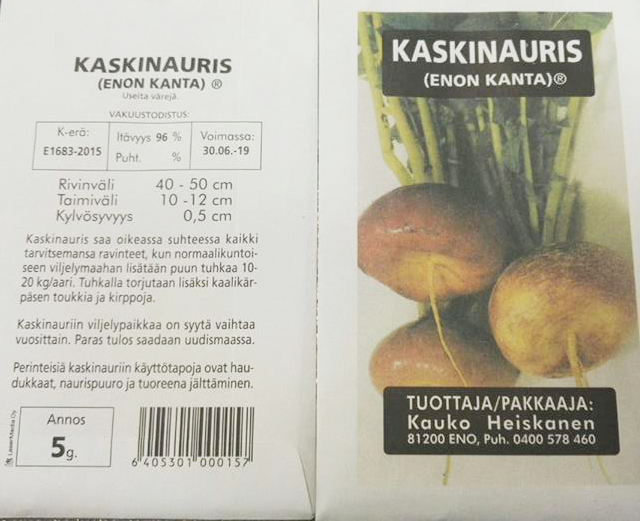 KASKINAURIS
(ENON KANTA) ®
Useita värejä.
VAKUUSTODISTUS:
K-erä:
E1683-2015
Itävyys 96 %
Puht. %
Voimassa:
30.06.-19
Rivinväli 40 - 50 cm
Taimiväli 10 -12 cm
Kylvösyvyys 0,5 cm
Kaskinauris saa oikeassa suhteessa kaikki
tarvitsemansa ravinteet, kun normaalikuntoi-
seen viljelymaahan lisätään puun tuhkaa 10-
20 kg/aari. Tuhkalla torjutaan lisäksi kaalikär-
päsen toukkia ja kirppoja.
Kaskinauriin viljelypaikkaa on syytä vaihtaa
vuosittain. Paras tulos saadaan uudismaassa.
Perinteisiä kaskinauriin käyttötapoja ovat hau-
dukkaat, naurispuuro ja tuoreena jälttäminen.
LaserMedia Oy
Annos
5g.
6 405301 000157
KASKINAURIS
(ENON KANTA)®
TUOTTAJA/PAKKAAJA:
Kauko Heiskanen
81200 ENO, Puh. 0400 578 460